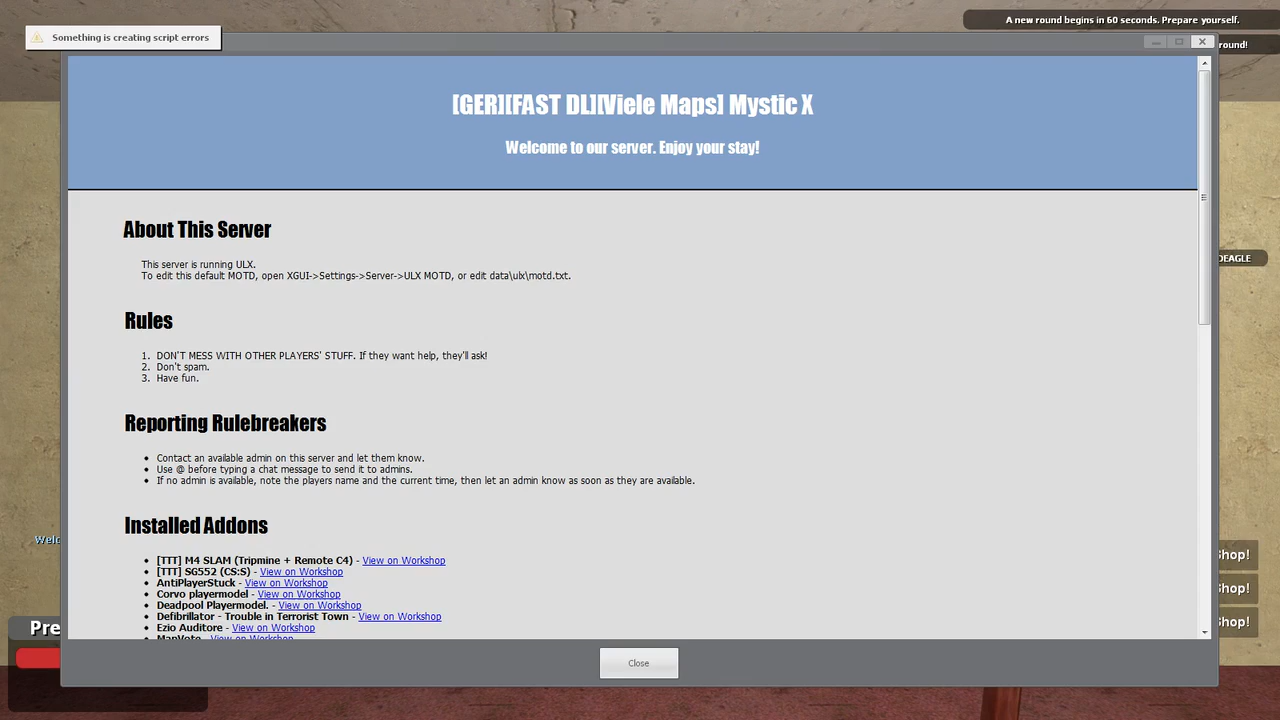 A new round begins in 60 seconds. Prepare yourself.
Something is creating script errors
round!
[GER][FAST DL][Viele Maps] Mystic X
Welcome to our server. Enjoy your stay!
About This Server
This server is running ULX.
To edit this default MOTD, open XGUI->Settings->Server->ULX MOTD, or edit data\ulx\motd.txt.
DEAGLE
Rules
1. DON'T MESS WITH OTHER PLAYERS' STUFF. If they want help, they'll ask!
2. Don't spam.
3. Have fun.
Reporting Rulebreakers
• Contact an available admin on this server and let them know.
• Use @ before typing a chat message to send it to admins.
• If no admin is available, note the players name and the current time, then let an admin know as soon as they are available.
Installed Addons
• [TTT] M4 SLAM (Tripmine + Remote C4) - View on Workshop
• [TTT] SG552 (CS:S) - View on Workshop
• AntiPlayerStuck - View on Workshop
• Corvo playermodel - View on Workshop
• Deadpool Playermodel. - View on Workshop
• Defibrillator - Trouble in Terrorist Town - View on Workshop
• Ezio Auditore - View on Workshop
• MapVote - View on Workshop
Welc
Shop!
Shop!
Shop!
Pre
Close